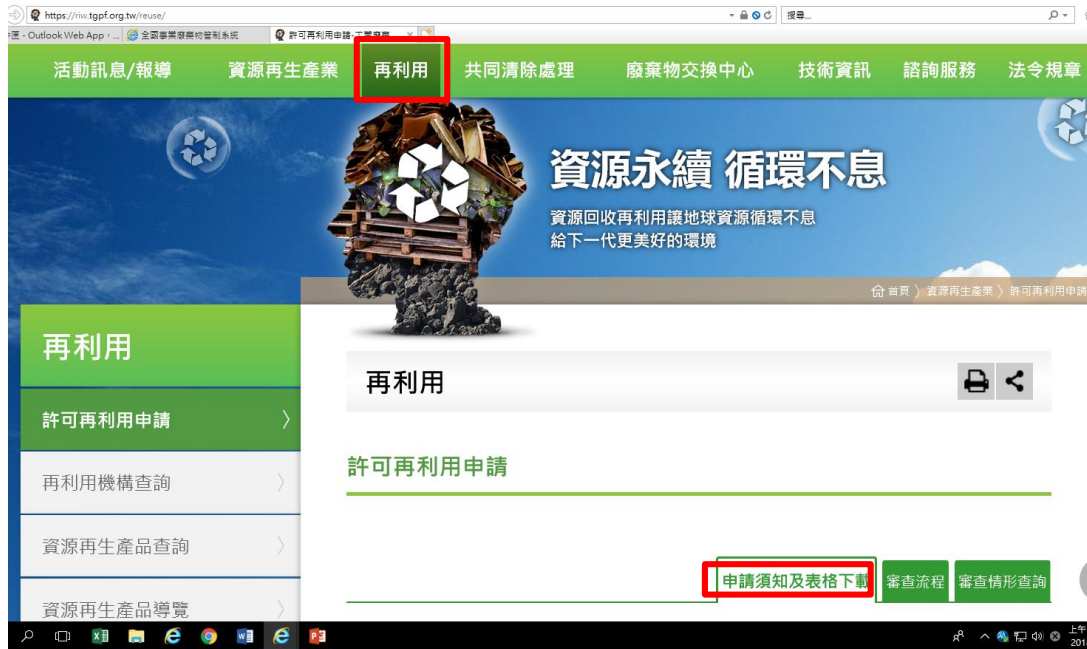 https://riw.tgpf.org.tw/reuse/
搜尋...
- Outlook Web App
全國事業廢棄物管制系統
許可再利用申請-工業廢棄
活動訊息/報導 資源再生產業 再利用 共同清除處理 廢棄物交換中心 技術資訊 諮詢服務 法令規章
資源永續 循環不息
資源回收再利用讓地球資源循環不息
給下一代更美好的環境
首頁 〉 資源再生產業 〉 許可再利用申請
再利用
再利用
許可再利用申請
許可再利用申請
再利用機構查詢
資源再生產品查詢
申請須知及表格下載 審查流程 審查情形查詢
資源再生產品導覽
上午
201